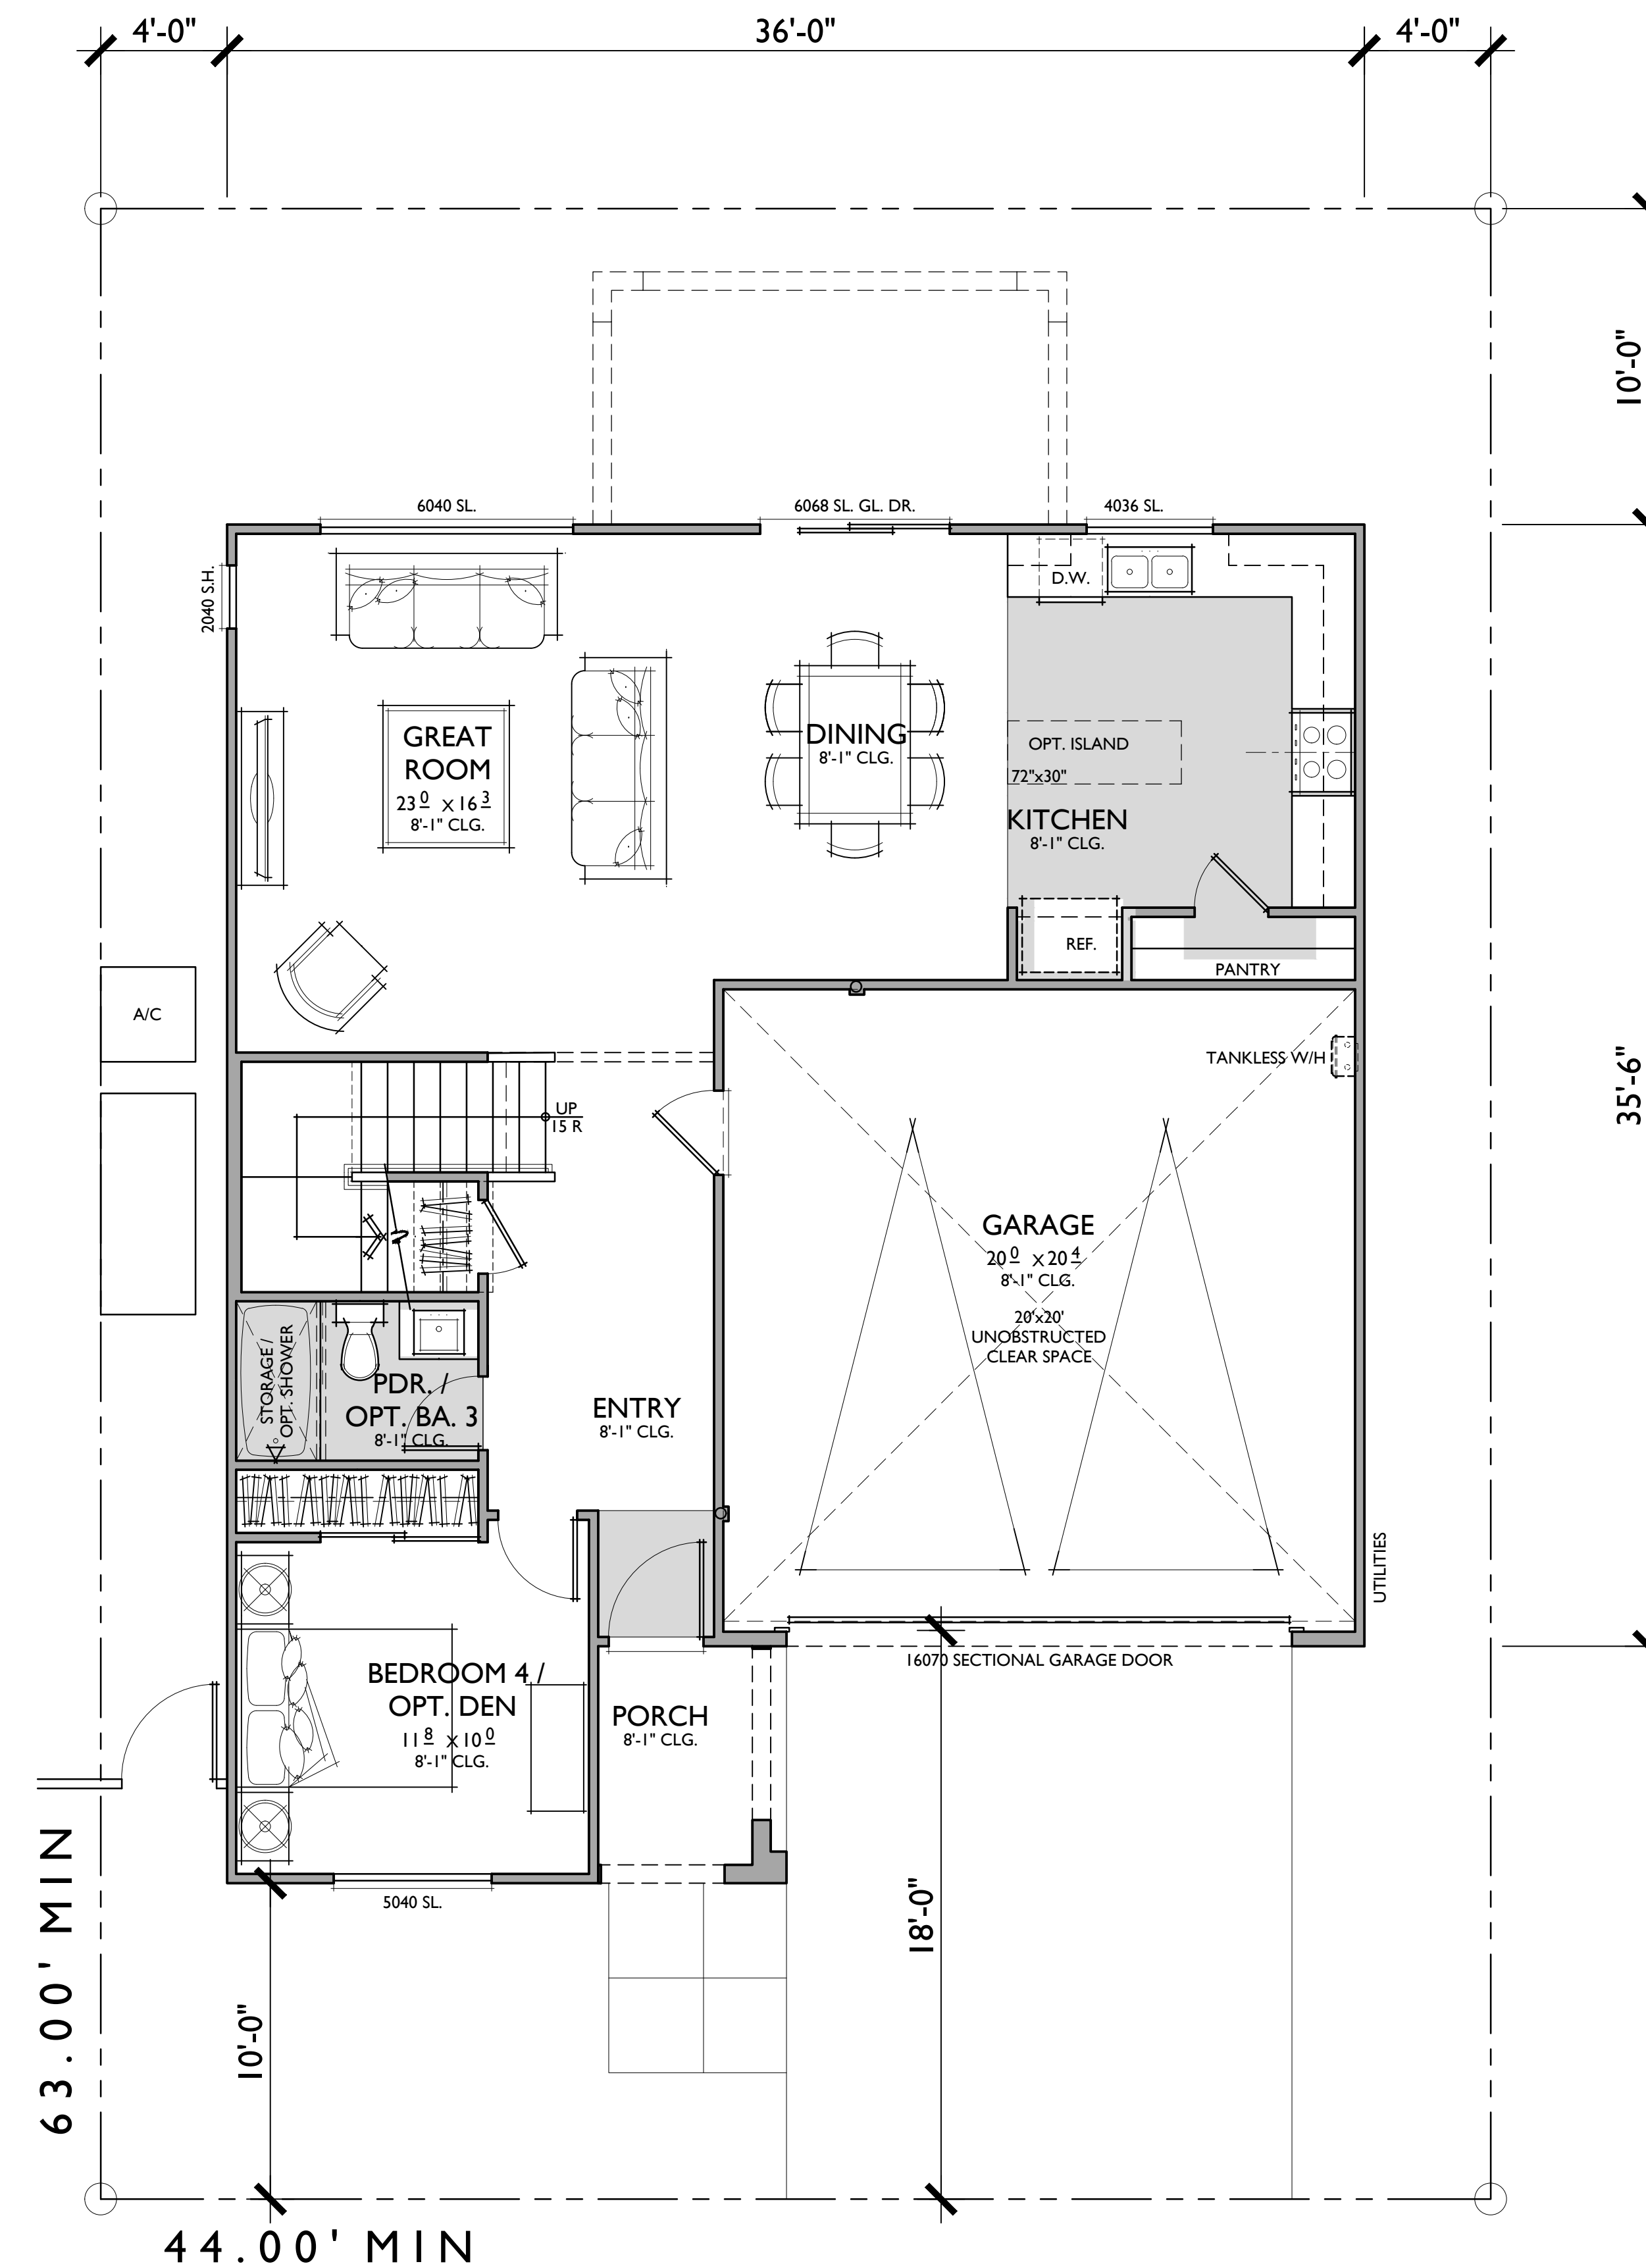 4'-0"
36'-0"
4'-0"
10'-0"
6040 SL.
6068 SL. GL. DR.
4036 SL.
2040 S.H.
D.W.
GREAT
ROOM
23 0 X 16 3
8'-1" CLG.
DINING
8'-1" CLG.
OPT. ISLAND
72"x30"
KITCHEN
8'-1" CLG.
REF.
PANTRY
A/C
TANKLESS W/H
35'-6"
UP
15 R
GARAGE
20 0 X 20 4
8'-1" CLG.
20'x20'
UNOBSTRUCTED
CLEAR SPACE
STORAGE /
OPT. SHOWER
PDR. /
OPT. BA. 3
8'-1" CLG.
ENTRY
8'-1" CLG.
UTILITIES
16070 SECTIONAL GARAGE DOOR
BEDROOM 4 /
OPT. DEN
11 8 X 10 0
8'-1" CLG.
PORCH
8'-1" CLG.
5040 SL.
18'-0"
10'-0"
63.00' MIN
44.00' MIN